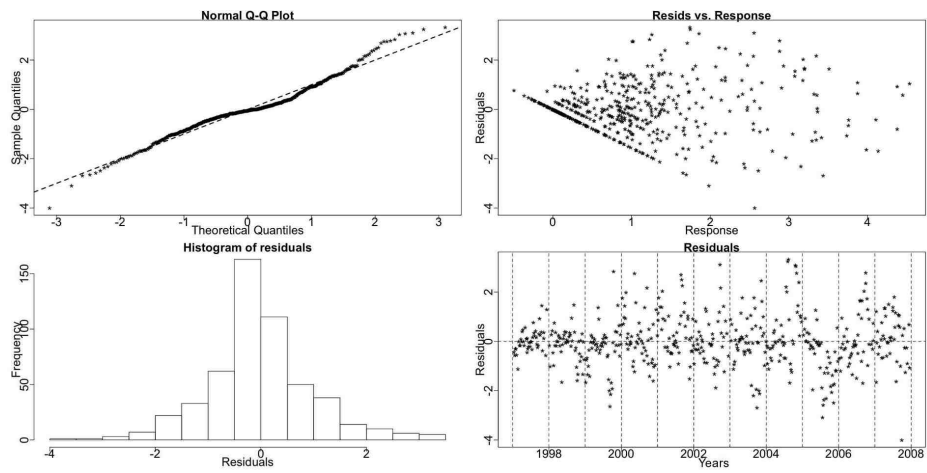 Normal Q-Q Plot
Sample Quantiles
-4 -2 0 2
-3 -2 -1 0 1 2 3
Theoretical Quantiles
Resids vs. Response
Residuals
-4 -2 0 2
0 1 2 3 4
Response
Histogram of residuals
Frequency
0 50 100 150
-4 -2 0 2
Residuals
Residuals
Residuals
-4 -2 0 2
1998 2000 2002 2004 2006 2008
Years